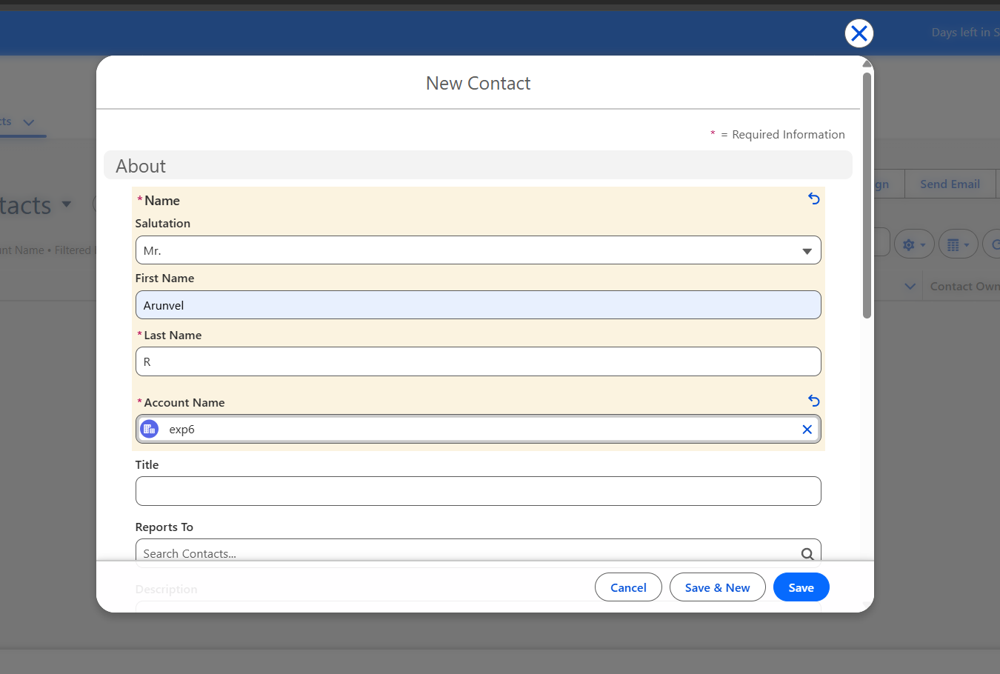 Days left in S
New Contact
* = Required Information
cts
About
tacts
gn
Send Email
* Name
Salutation
Mr.
unt Name • Filtered
First Name
Contact Own
Arunvel
* Last Name
R
* Account Name
exp6
Title
Reports To
Search Contacts...
Description
Cancel
Save & New
Save